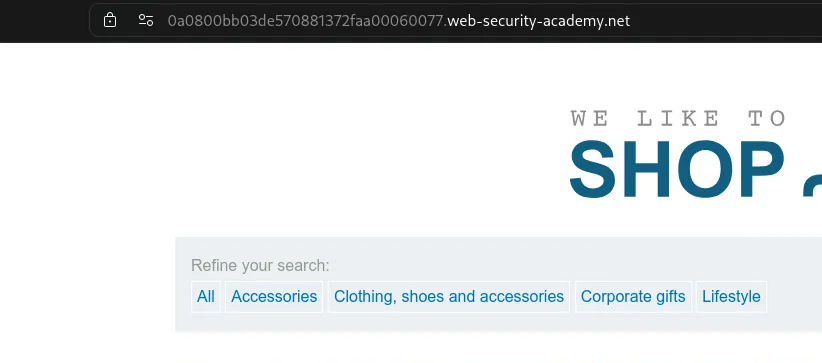 0a0800bb03de570881372faa00060077.web-security-academy.net
WE LIKE TO
SHOP
Refine your search:
All Accessories Clothing, shoes and accessories Corporate gifts Lifestyle